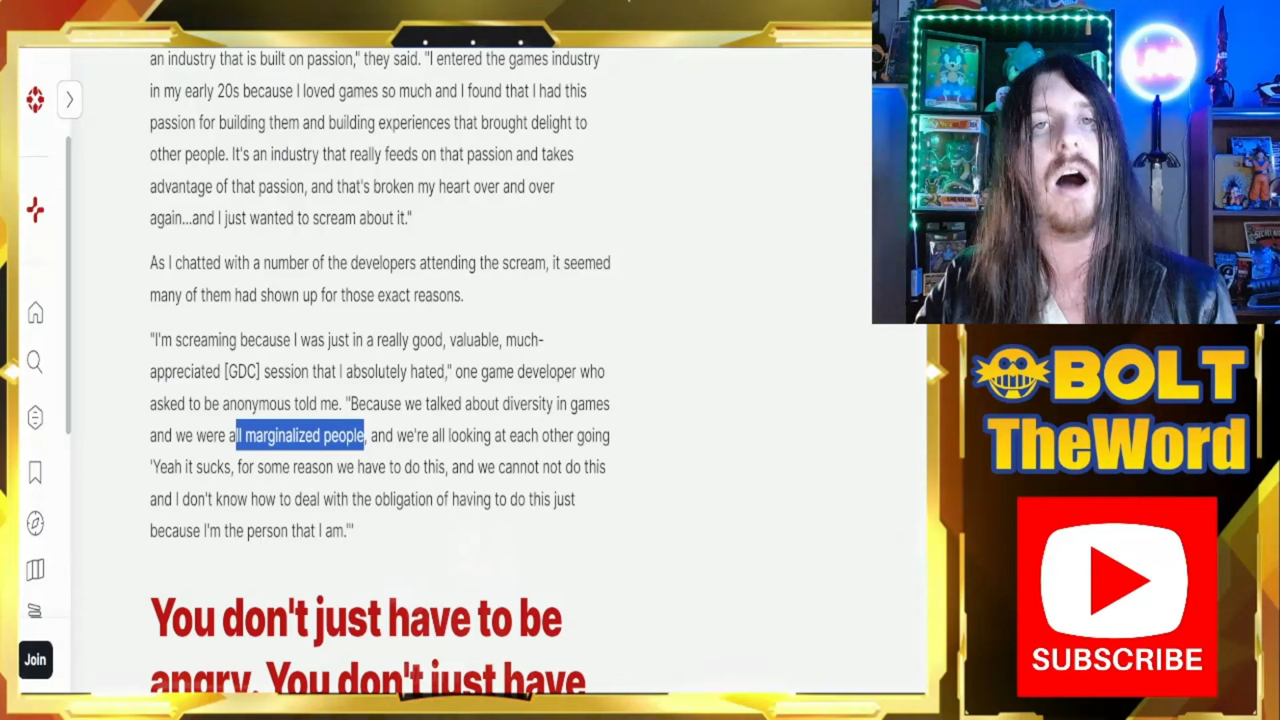 an industry that is built on passion," they said. "I entered the games industry
in my early 20s because I loved games so much and I found that I had this
passion for building them and building experiences that brought delight to
other people. It's an industry that really feeds on that passion and takes
advantage of that passion, and that's broken my heart over and over
again...and I just wanted to scream about it."
As I chatted with a number of the developers attending the scream, it seemed
many of them had shown up for those exact reasons.
"I'm screaming because I was just in a really good, valuable, much-
appreciated [GDC] session that I absolutely hated," one game developer who
asked to be anonymous told me. "Because we talked about diversity in games
and we were all marginalized people, and we're all looking at each other going
'Yeah it sucks, for some reason we have to do this, and we cannot not do this
and I don't know how to deal with the obligation of having to do this just
because I'm the person that I am.'"
You don't just have to be
angry. You don't just have
Join
BOLT
TheWord
SUBSCRIBE